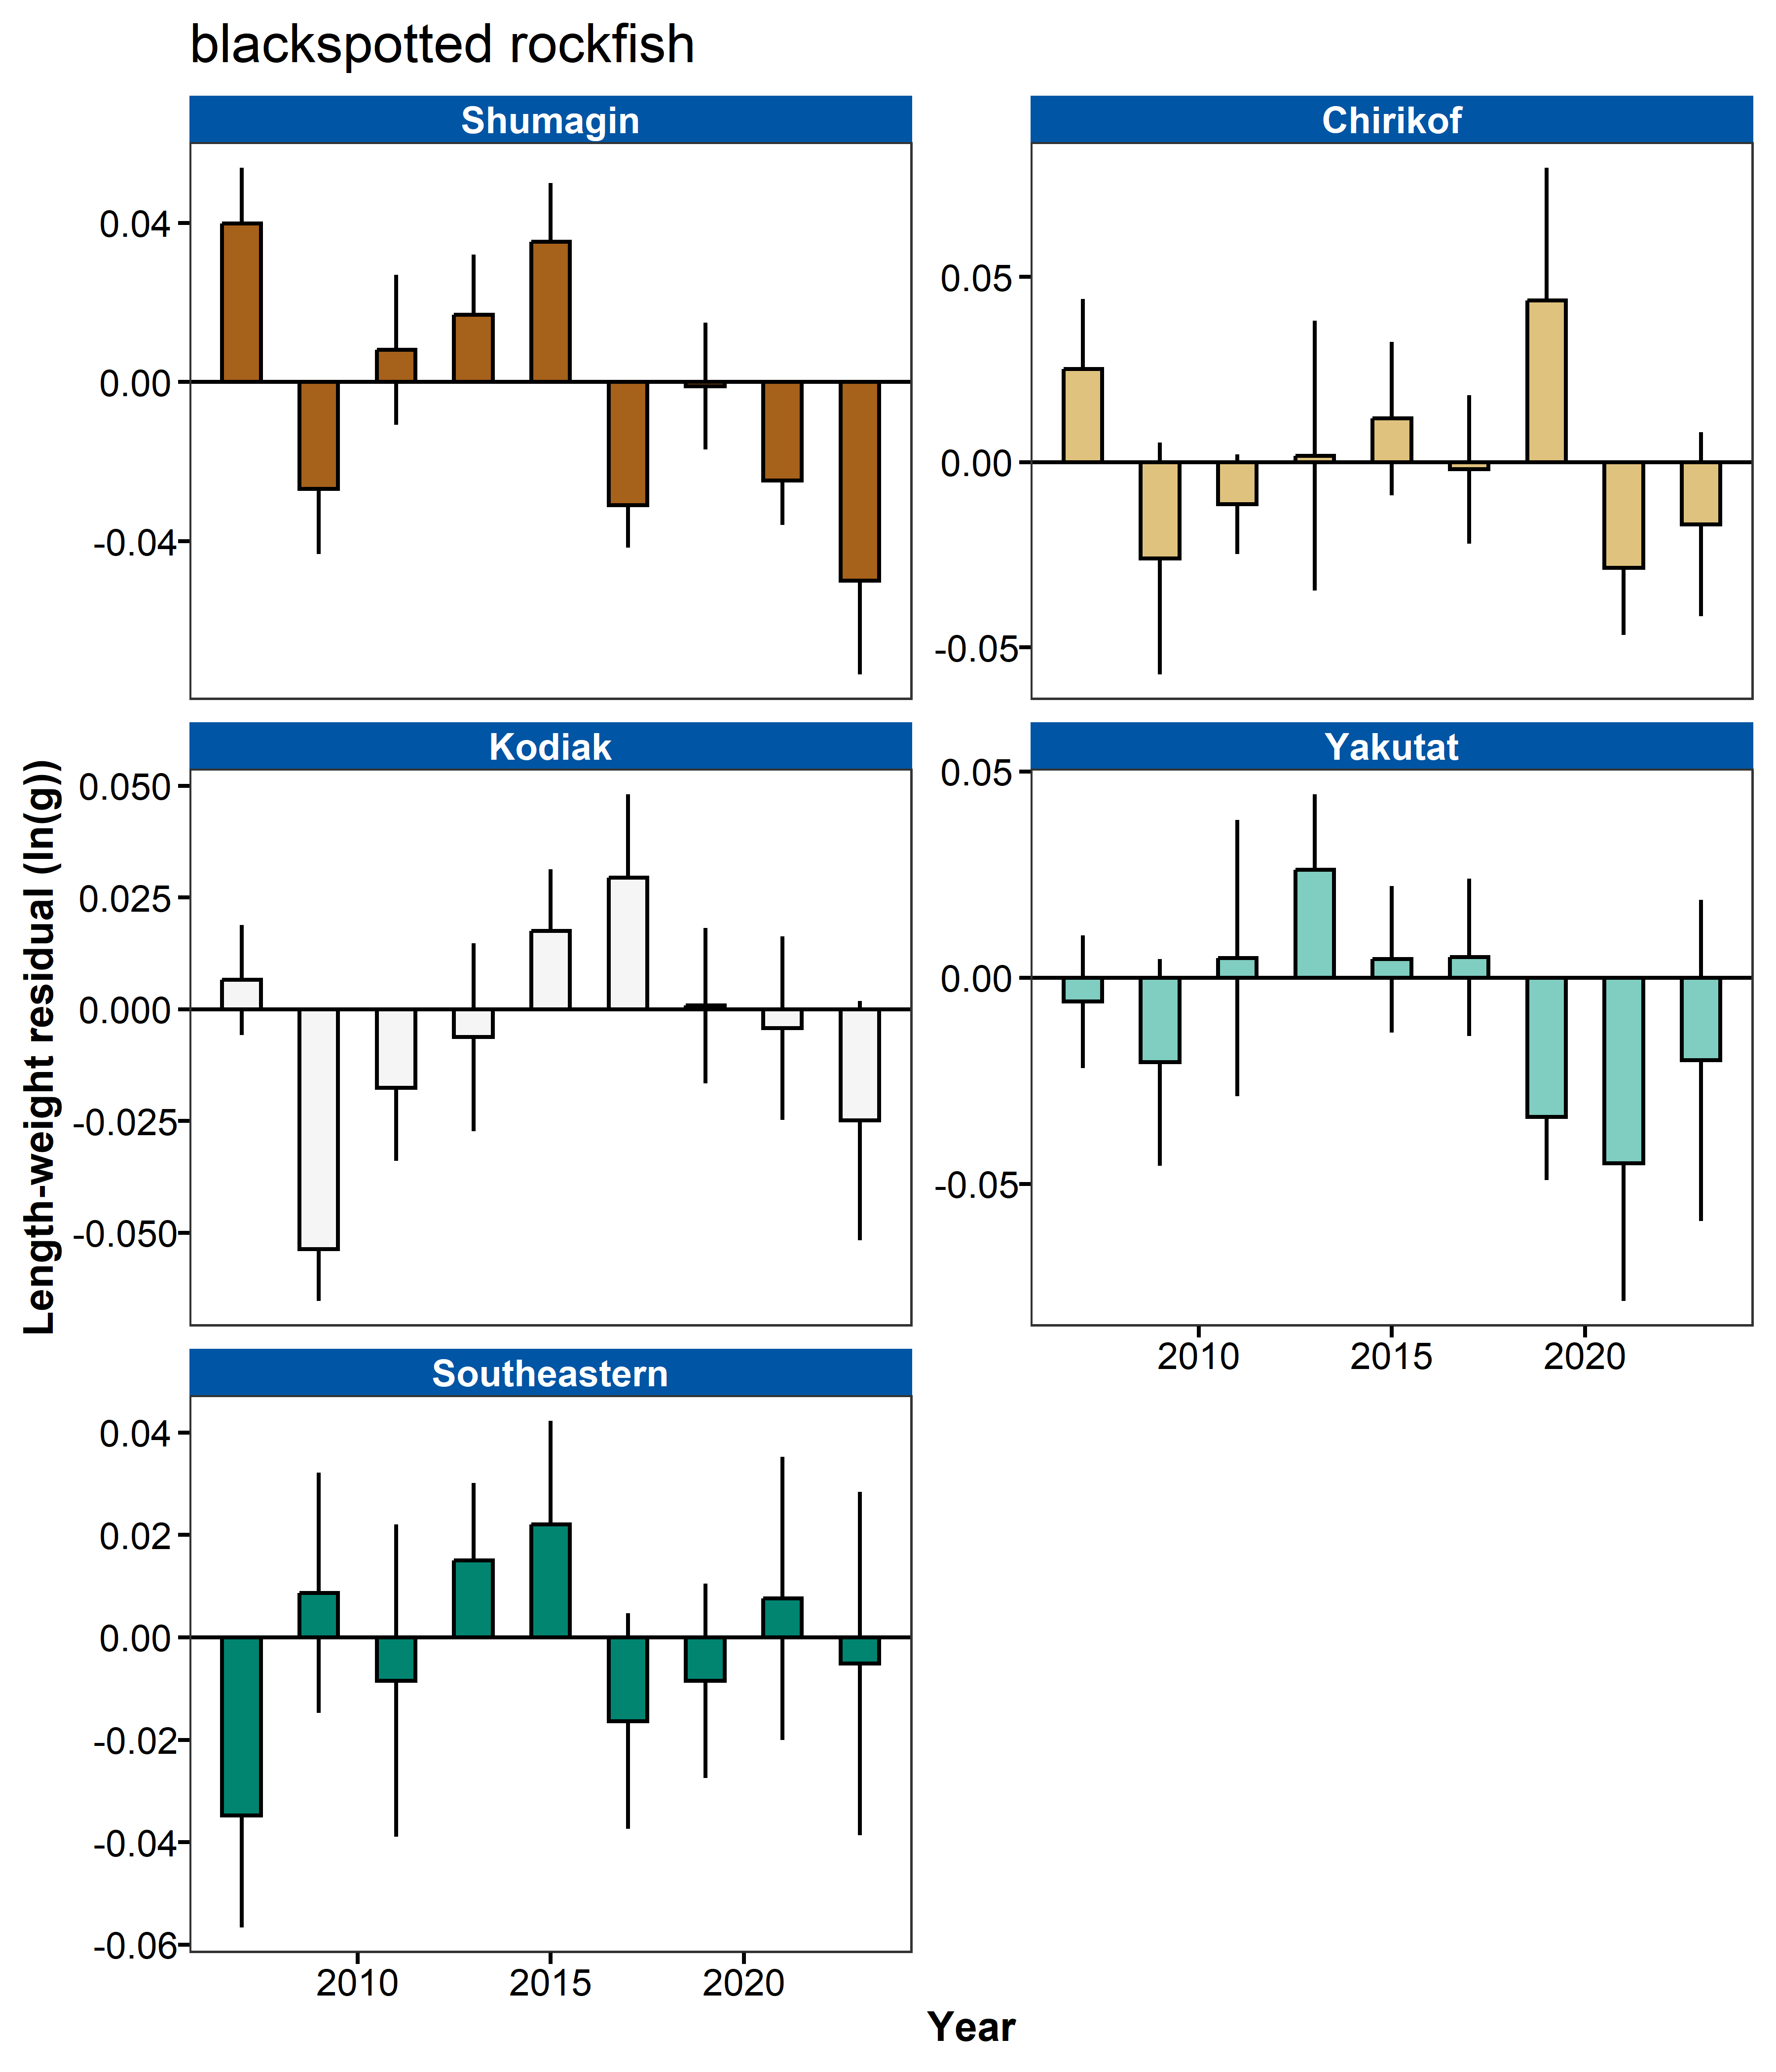 blackspotted rockfish
Shumagin
0.04
0.00
-0.04
Chirikof
0.05
0.00
-0.05
Length-weight residual (ln(g))
Kodiak
0.050
0.025
0.000
-0.025
-0.050
Yakutat
0.05
0.00
-0.05
2010 2015 2020
Southeastern
0.04
0.02
0.00
-0.02
-0.04
-0.06
2010 2015 2020
Year